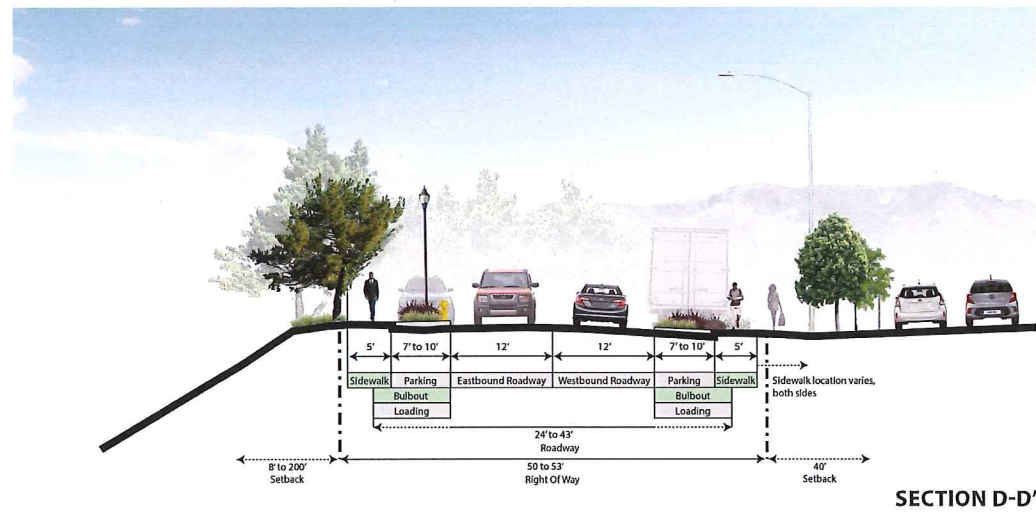 5' 7' to 10' 12' 12' 7' to 10' 5'
Sidewalk Parking Eastbound Roadway Westbound Roadway Parking Sidewalk
Sidewalk location varies,
both sides
Bulbout Bulbout
Loading Loading
24' to 43'
Roadway
8' to 200'
Setback
50 to 53'
Right Of Way
40'
Setback
SECTION D-D'